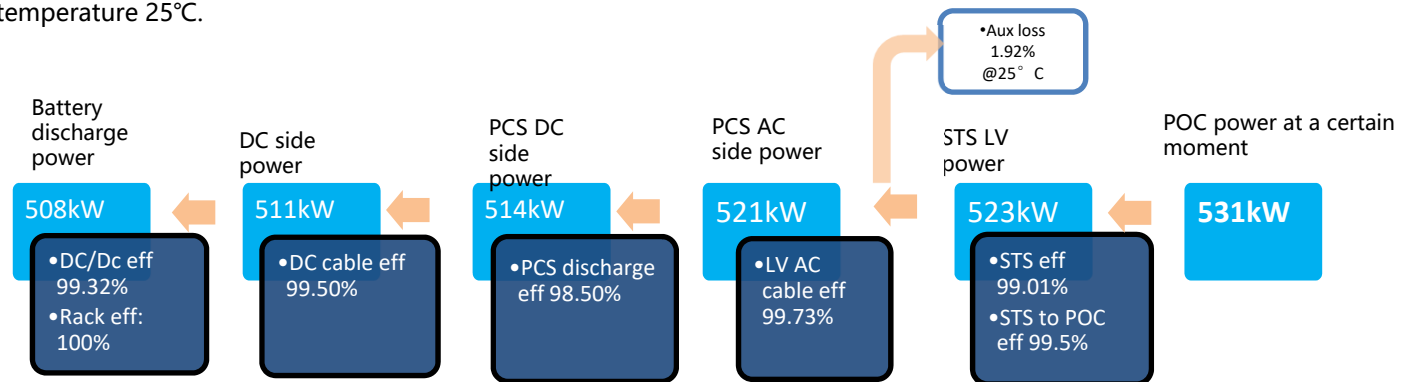 temperature 25℃.
•Aux loss
1.92%
@25°C
Battery
discharge
power
DC side
power
PCS DC
side
power
PCS AC
side power
STS LV
power
POC power at a certain
moment
508kW
511kW
514kW
521kW
523kW
531kW
•DC/Dc eff
99.32%
•Rack eff:
100%
•DC cable eff
99.50%
•PCS discharge
eff 98.50%
•LV AC
cable eff
99.73%
•STS eff
99.01%
•STS to POC
eff 99.5%